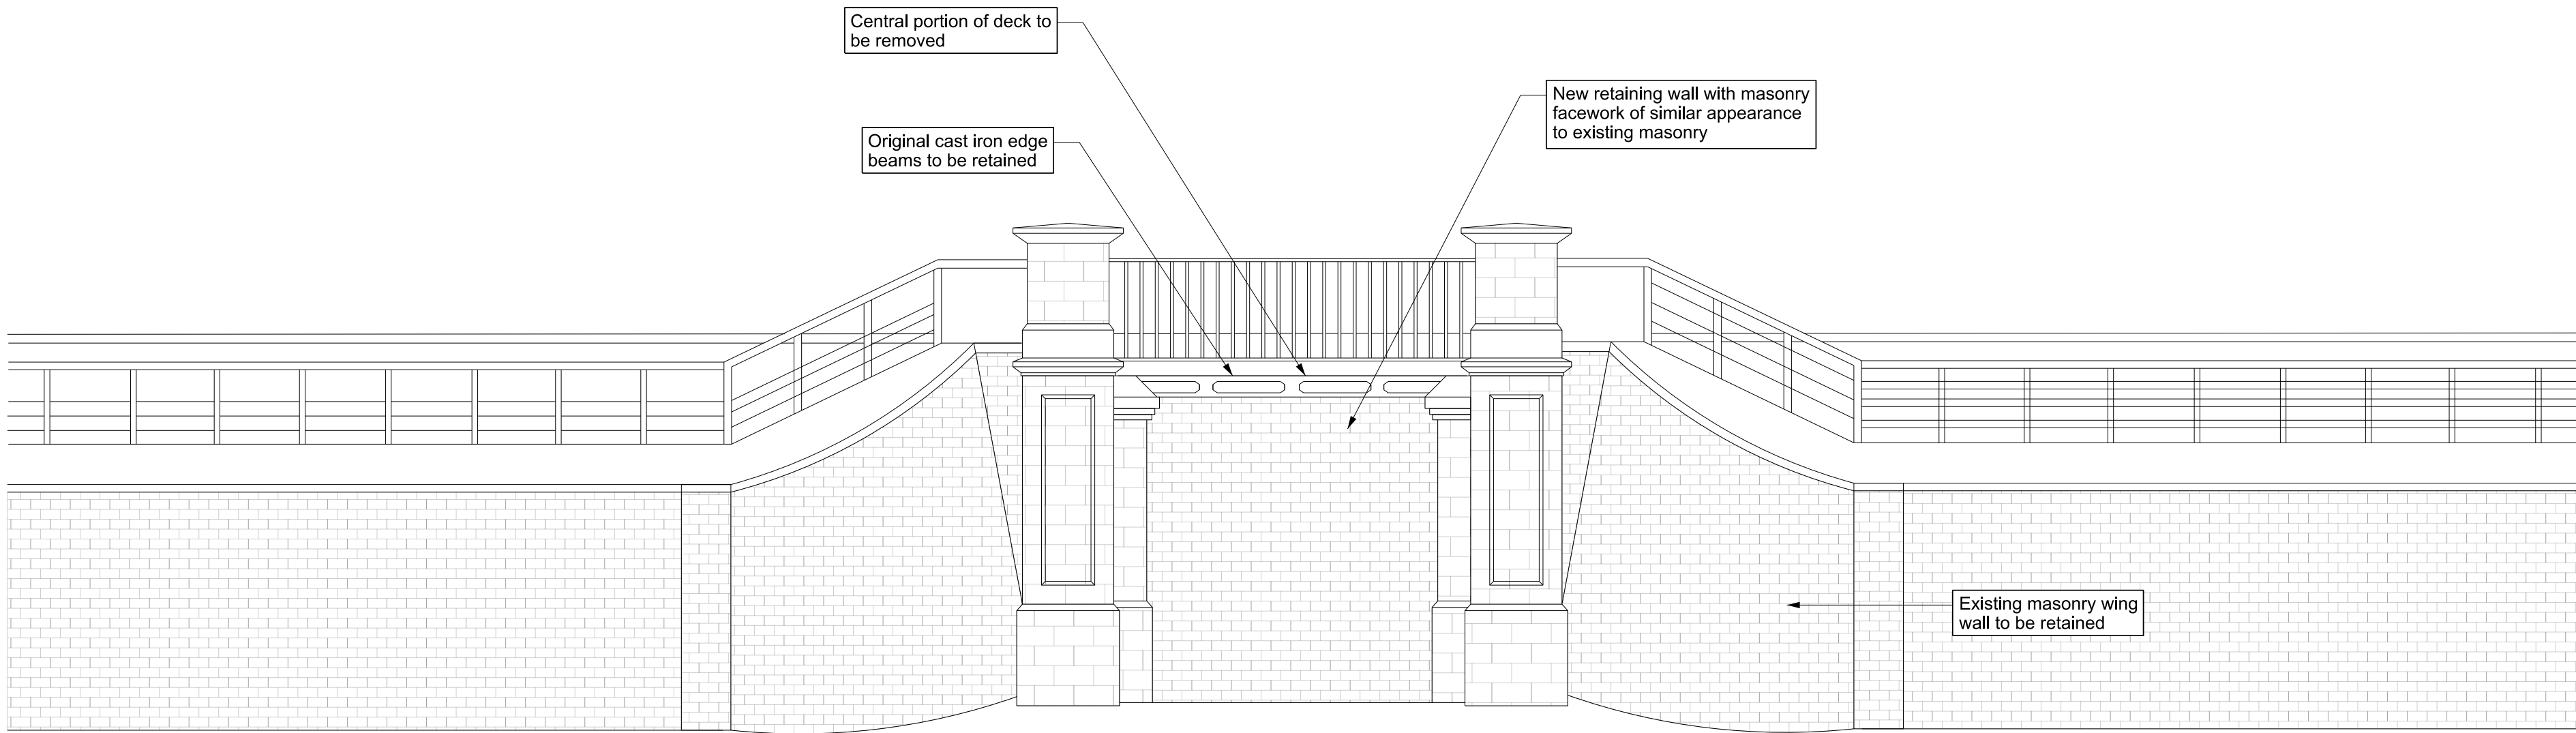 Central portion of deck to
be removed
New retaining wall with masonry
facework of similar appearance
to existing masonry
Original cast iron edge
beams to be retained
Existing masonry wing
wall to be retained